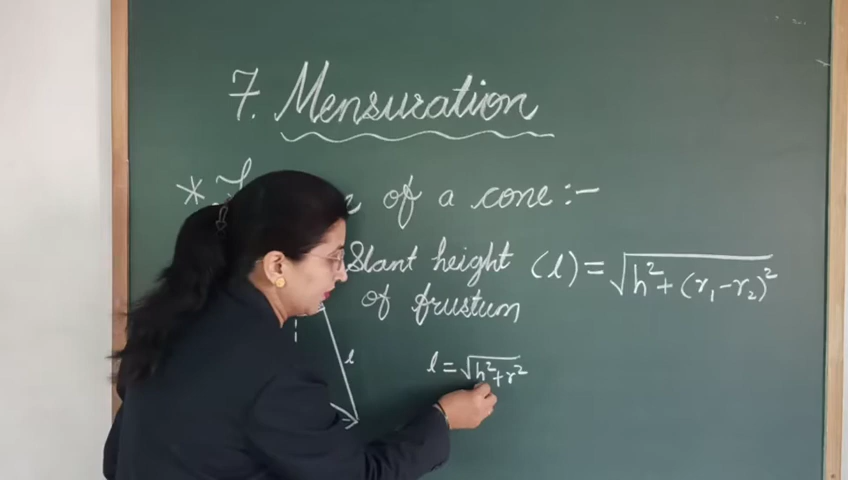 7. Mensuration
* of a cone :-
Slant height (l) = √h²+(r₁-r₂)²
of frustum
l = √h²+r²
l